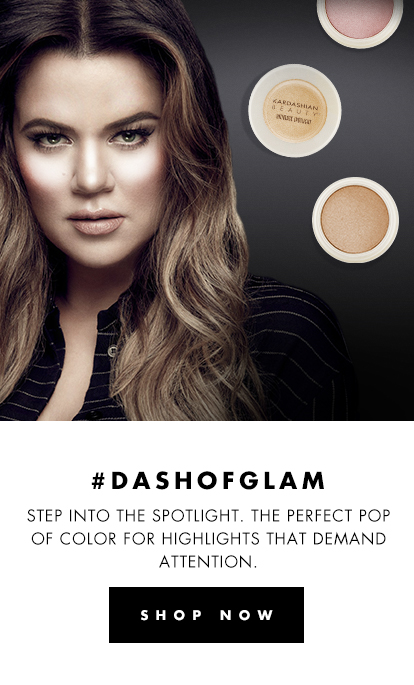 KARDASHIAN
BEAUTY
#DASHOFGLAM
STEP INTO THE SPOTLIGHT. THE PERFECT POP
OF COLOR FOR HIGHLIGHTS THAT DEMAND
ATTENTION.
SHOP NOW